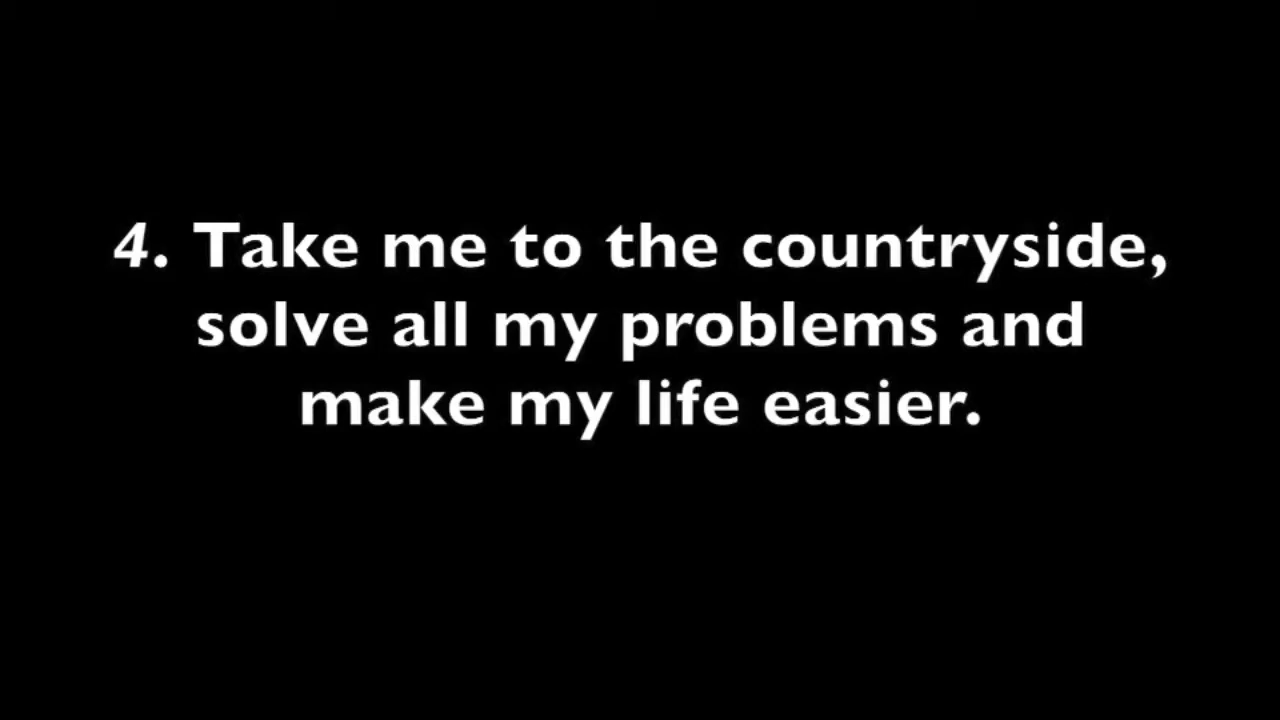 4. Take me to the countryside,
solve all my problems and
make my life easier.